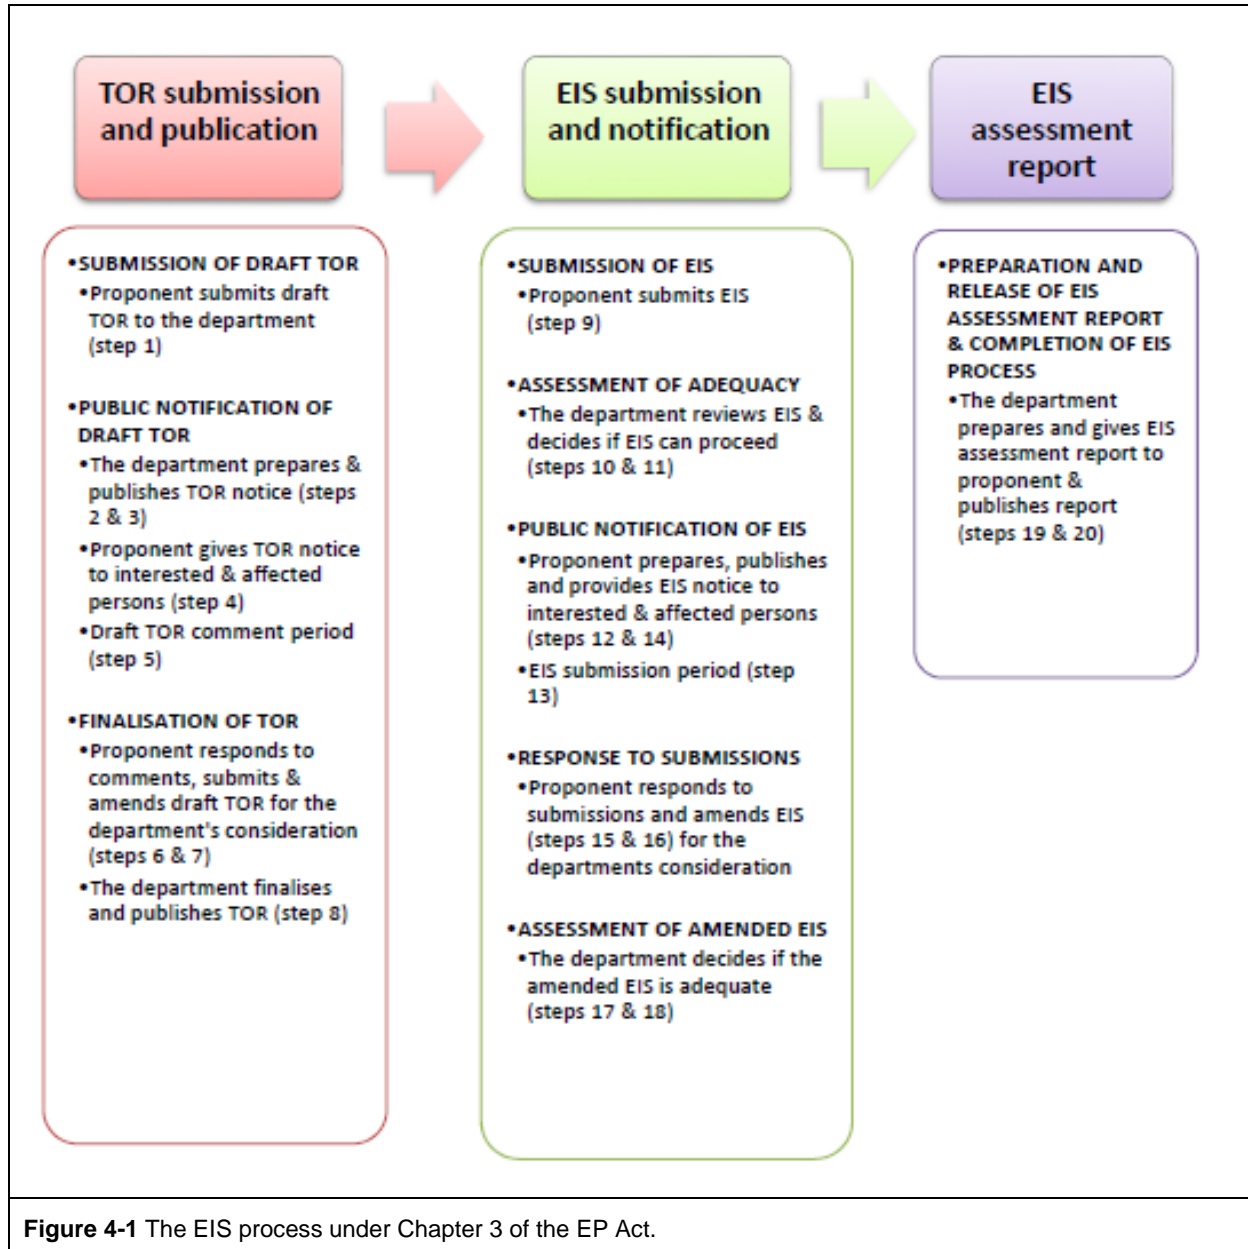 TOR submission
and publication
EIS submission
and notification
EIS
assessment
report
•SUBMISSION OF DRAFT TOR
•Proponent submits draft
TOR to the department
(step 1)
•PUBLIC NOTIFICATION OF
DRAFT TOR
•The department prepares &
publishes TOR notice (steps
2 & 3)
•Proponent gives TOR notice
to interested & affected
persons (step 4)
•Draft TOR comment period
(step 5)
•FINALISATION OF TOR
•Proponent responds to
comments, submits &
amends draft TOR for the
department's consideration
(steps 6 & 7)
•The department finalises
and publishes TOR (step 8)
•SUBMISSION OF EIS
•Proponent submits EIS
(step 9)
•ASSESSMENT OF ADEQUACY
•The department reviews EIS &
decides if EIS can proceed
(steps 10 & 11)
•PUBLIC NOTIFICATION OF EIS
•Proponent prepares, publishes
and provides EIS notice to
interested & affected persons
(steps 12 & 14)
•EIS submission period (step
13)
•RESPONSE TO SUBMISSIONS
•Proponent responds to
submissions and amends EIS
(steps 15 & 16) for the
departments consideration
•ASSESSMENT OF AMENDED EIS
•The department decides if the
amended EIS is adequate
(steps 17 & 18)
•PREPARATION AND
RELEASE OF EIS
ASSESSMENT REPORT
& COMPLETION OF EIS
PROCESS
•The department
prepares and gives EIS
assessment report to
proponent &
publishes report
(steps 19 & 20)
Figure 4-1 The EIS process under Chapter 3 of the EP Act.